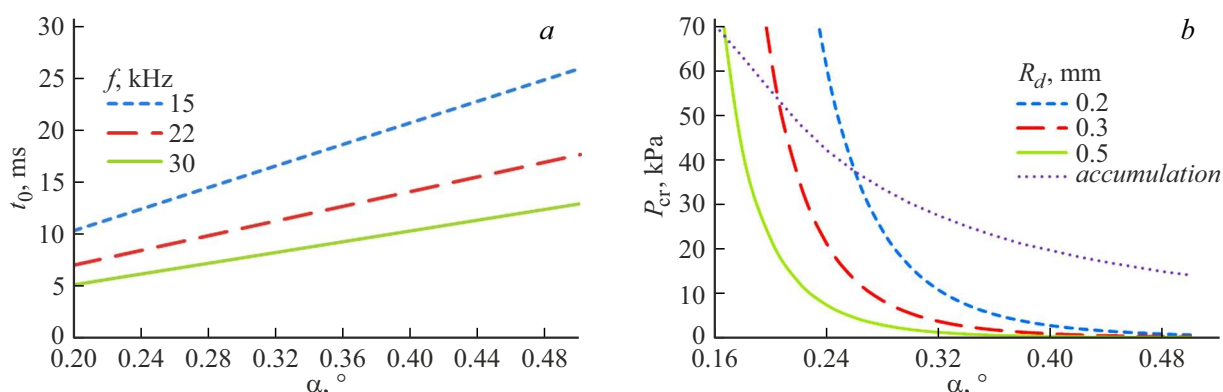 a
f, kHz
15
22
30
t0, ms
30
25
20
15
10
5
0
0.20 0.24 0.28 0.32 0.36 0.40 0.44 0.48
α, °
b
Rd, mm
0.2
0.3
0.5
accumulation
Pcr, kPa
70
60
50
40
30
20
10
0
0.16 0.24 0.32 0.40 0.48
α, °